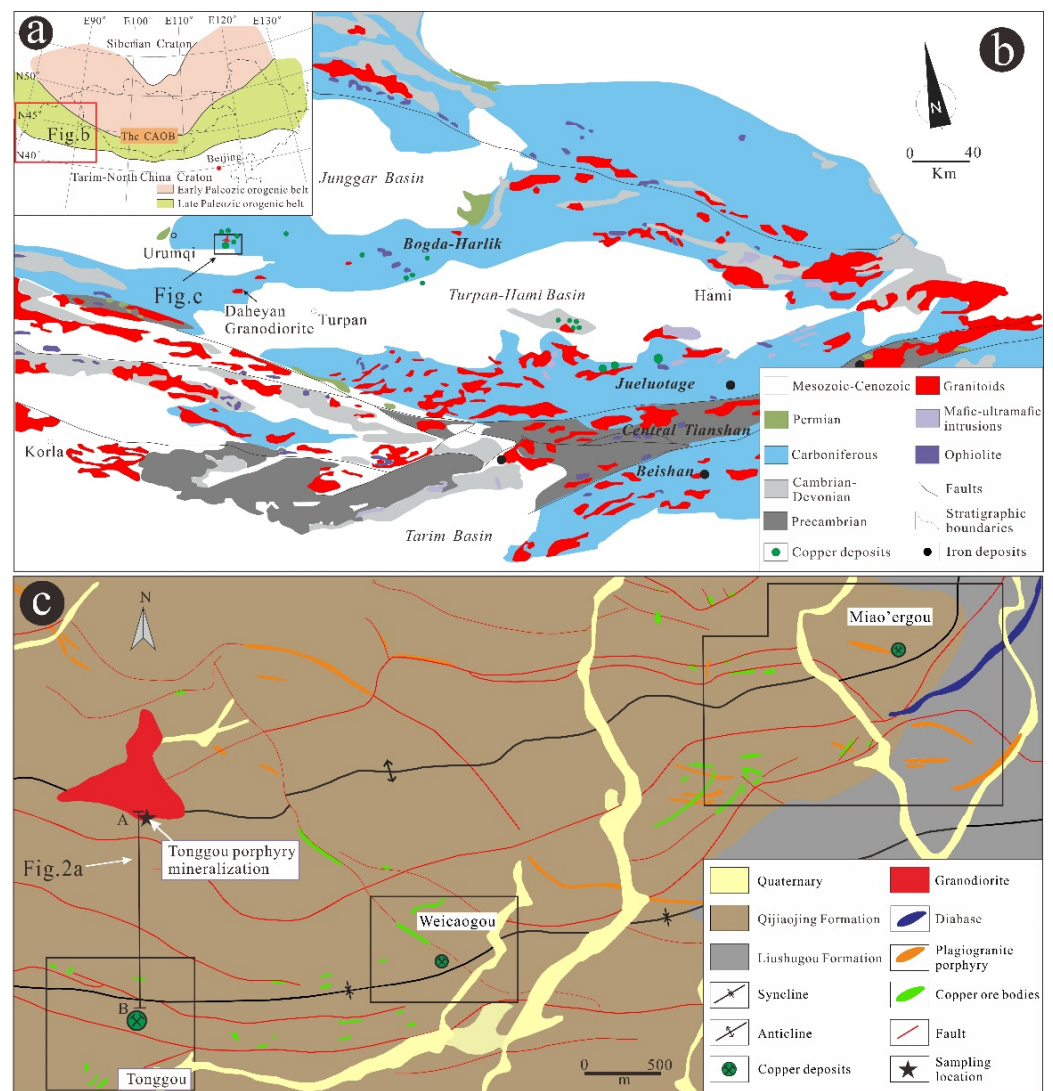 a
E90°
E100°
E110°
E120°
E130°
Siberian Craton
N50°
N45°
Fig.b
The CAOB
N40°
Beijing
Tarim-North China Craton
Early Paleozic orogenic belt
Late Paleozic orogenic belt
b
N
0 40
Km
Junggar Basin
Urumqi
Bogda-Harlik
Fig.c
Daheyan
Granodiorite
Turpan
Turpan-Hami Basin
Hami
Jueluotage
Central Tianshan
Korla
Beishan
Tarim Basin
Mesozoic-Cenozoic
Granitoids
Permian
Mafic-ultramafic
intrusions
Carboniferous
Ophiolite
Cambrian-
Devonian
Faults
Precambrian
Stratigraphic
boundaries
Copper deposits
Iron deposits
c
N
Miao'ergou
A
Tonggou porphyry
mineralization
Fig.2a
Weicaogou
B
Tonggou
0 500
m
Quaternary
Granodiorite
Qijiaojing Formation
Diabase
Liushugou Formation
Plagiogranite
porphyry
Syncline
Copper ore bodies
Anticline
Fault
Copper deposits
Sampling
location